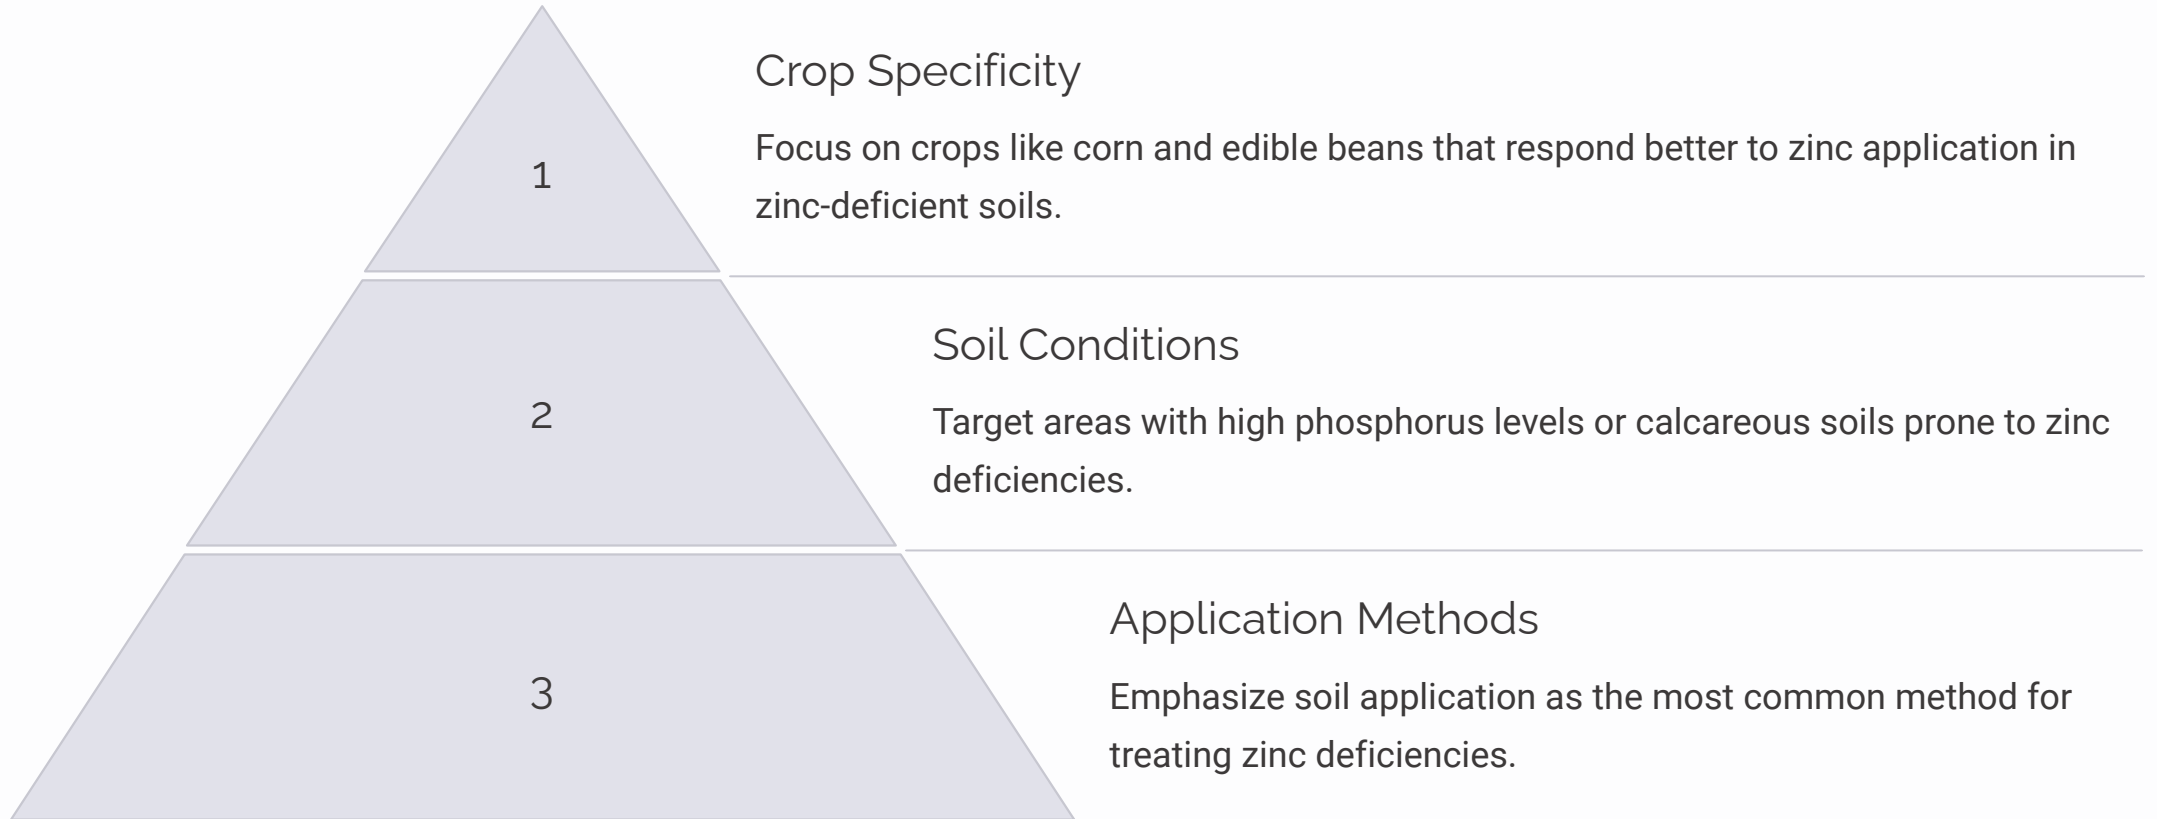 1
Crop Specificity
Focus on crops like corn and edible beans that respond better to zinc application in
zinc-deficient soils.
2
Soil Conditions
Target areas with high phosphorus levels or calcareous soils prone to zinc
deficiencies.
3
Application Methods
Emphasize soil application as the most common method for
treating zinc deficiencies.